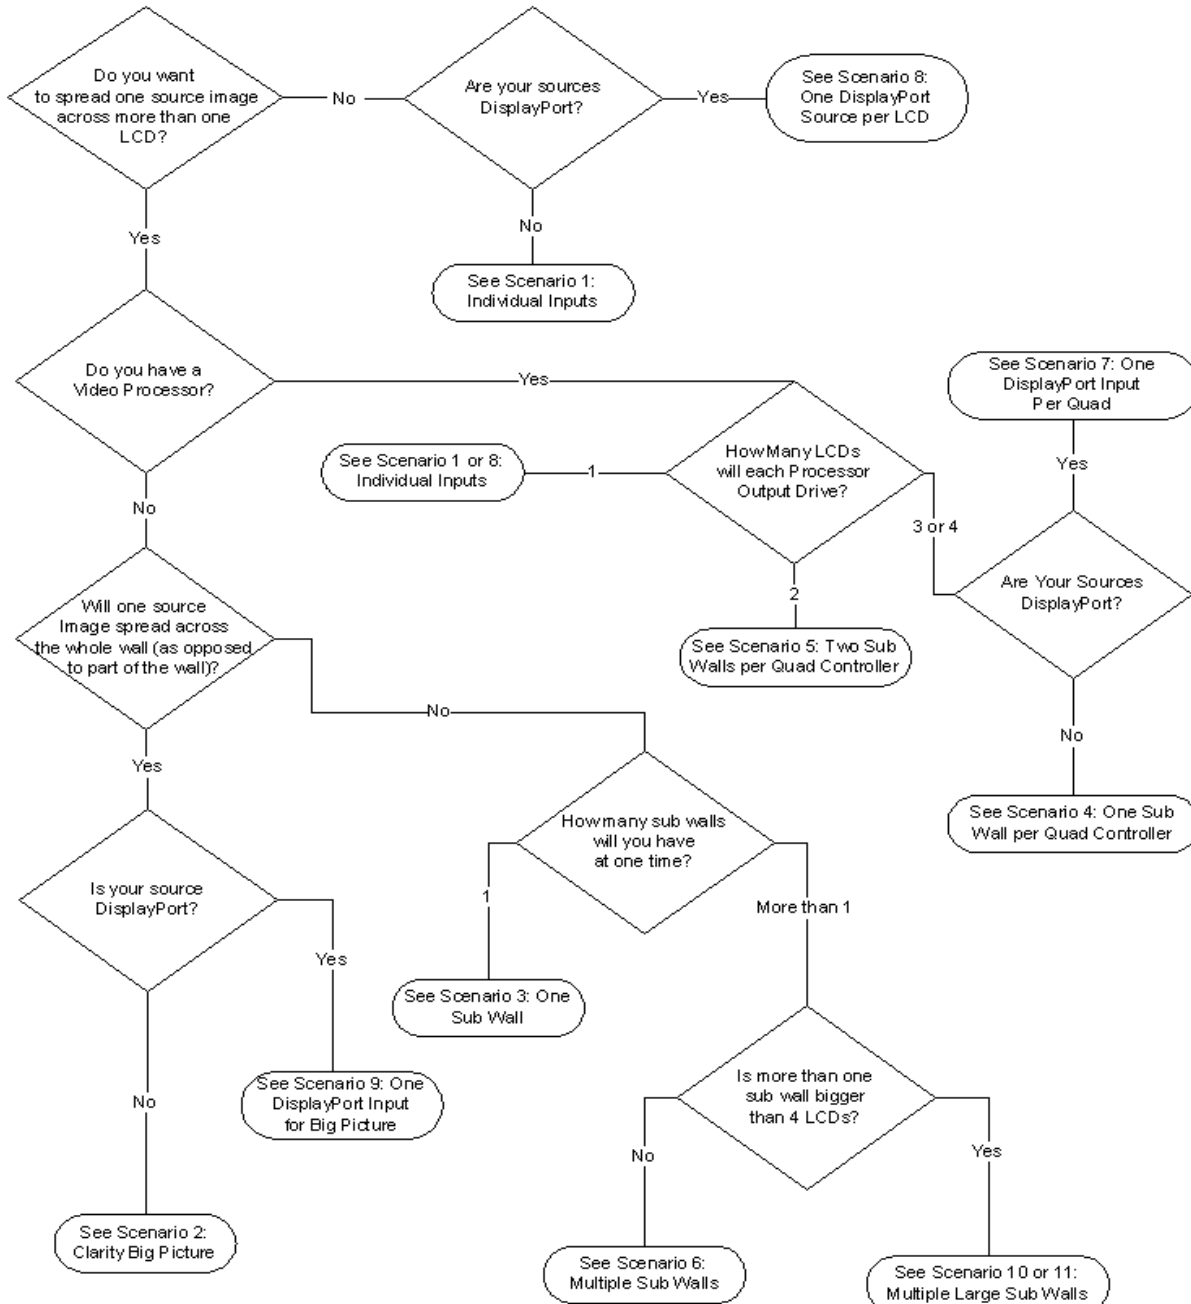 Do you want
to spread one source image
across more than one
LCD?
No
Are your sources
DisplayPort?
Yes
See Scenario 8:
One DisplayPort
Source per LCD
Yes
No
See Scenario 1:
Individual Inputs
Do you have a
Video Processor?
Yes
See Scenario 7: One
DisplayPort Input
Per Quad
See Scenario 1 or 8:
Individual Inputs
1
How Many LCDs
will each Processor
Output Drive?
Yes
No
3 or 4
Are Your Sources
DisplayPort?
2
Will one source
Image spread across
the whole wall (as opposed
to part of the wall)?
See Scenario 5: Two Sub
Walls per Quad Controller
No
No
Yes
See Scenario 4: One Sub
Wall per Quad Controller
How many sub walls
will you have
at one time?
Is your source
DisplayPort?
1
More than 1
Yes
See Scenario 3: One
Sub Wall
See Scenario 9: One
DisplayPort Input
for Big Picture
Is more than one
sub wall bigger
than 4 LCDs?
No
No
Yes
See Scenario 2:
Clarity Big Picture
See Scenario 6:
Multiple Sub Walls
See Scenario 10 or 11:
Multiple Large Sub Walls